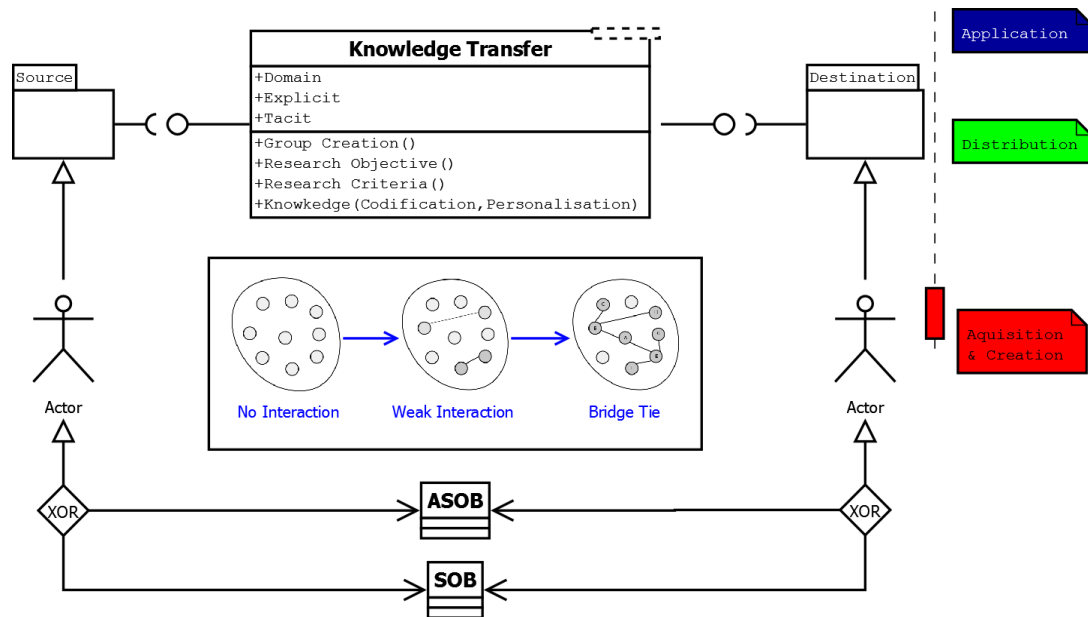 Knowledge Transfer
Application
Source
Destination
+Domain
+Explicit
+Tacit
+Group Creation()
+Research Objective()
+Research Criteria()
+Knowkedge(Codification,Personalisation)
Distribution
Aquisition
& Creation
No Interaction
Weak Interaction
Bridge Tie
Actor
Actor
XOR
ASOB
XOR
SOB